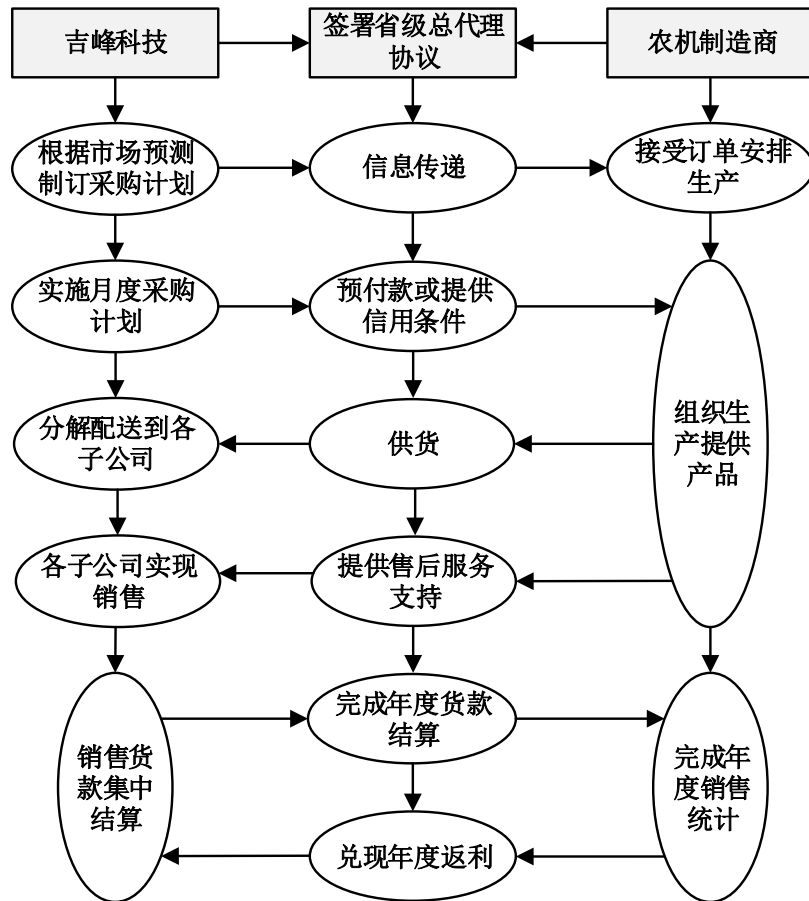 吉峰科技
签署省级总代理
协议
农机制造商
根据市场预测
制订采购计划
信息传递
接受订单安排
生产
实施月度采购
计划
预付款或提供
信用条件
分解配送到各
子公司
供货
组织生
产提供
产品
各子公司实现
销售
提供售后服务
支持
销售货
款集中
结算
完成年度货款
结算
完成年
度销售
统计
兑现年度返利